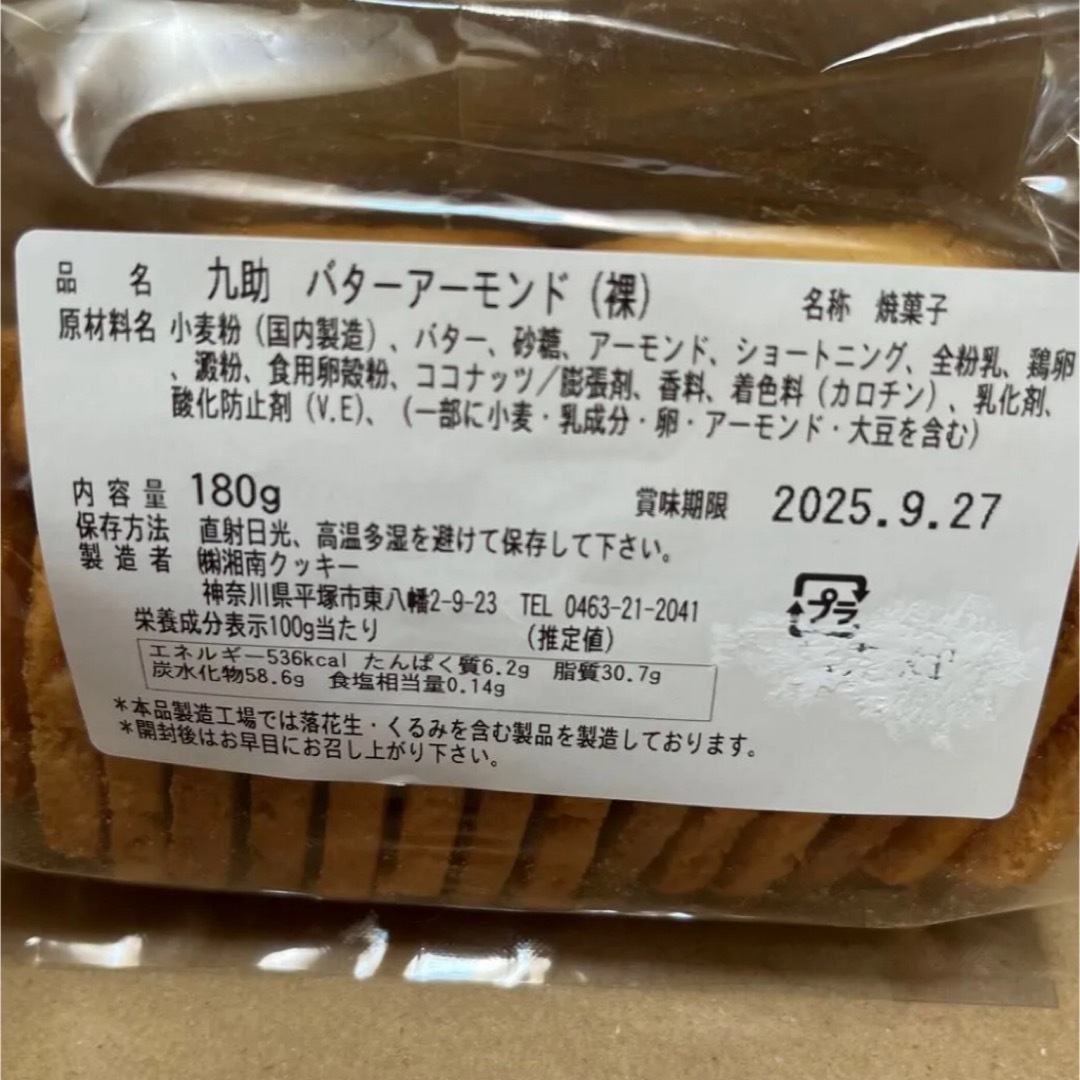 品名 九助 バターアーモンド(裸) 名称 焼菓子
原材料名 小麦粉(国内製造)、バター、砂糖、アーモンド、ショートニング、全粉乳、鶏卵
、澱粉、食用卵殻粉、ココナッツ/膨張剤、香料、着色料(カロチン)、乳化剤、
酸化防止剤(V.E)、(一部に小麦・乳成分・卵・アーモンド・大豆を含む)
内容量 180g 賞味期限 2025.9.27
保存方法 直射日光、高温多湿を避けて保存して下さい。
製造者 ㈱湘南クッキー
神奈川県平塚市東八幡2-9-23 TEL 0463-21-2041
栄養成分表示100g当たり (推定値)
エネルギー536kcal たんぱく質6.2g 脂質30.7g
炭水化物58.6g 食塩相当量0.14g
プラ
*本品製造工場では落花生・くるみを含む製品を製造しております。
*開封後はお早目にお召し上がり下さい。